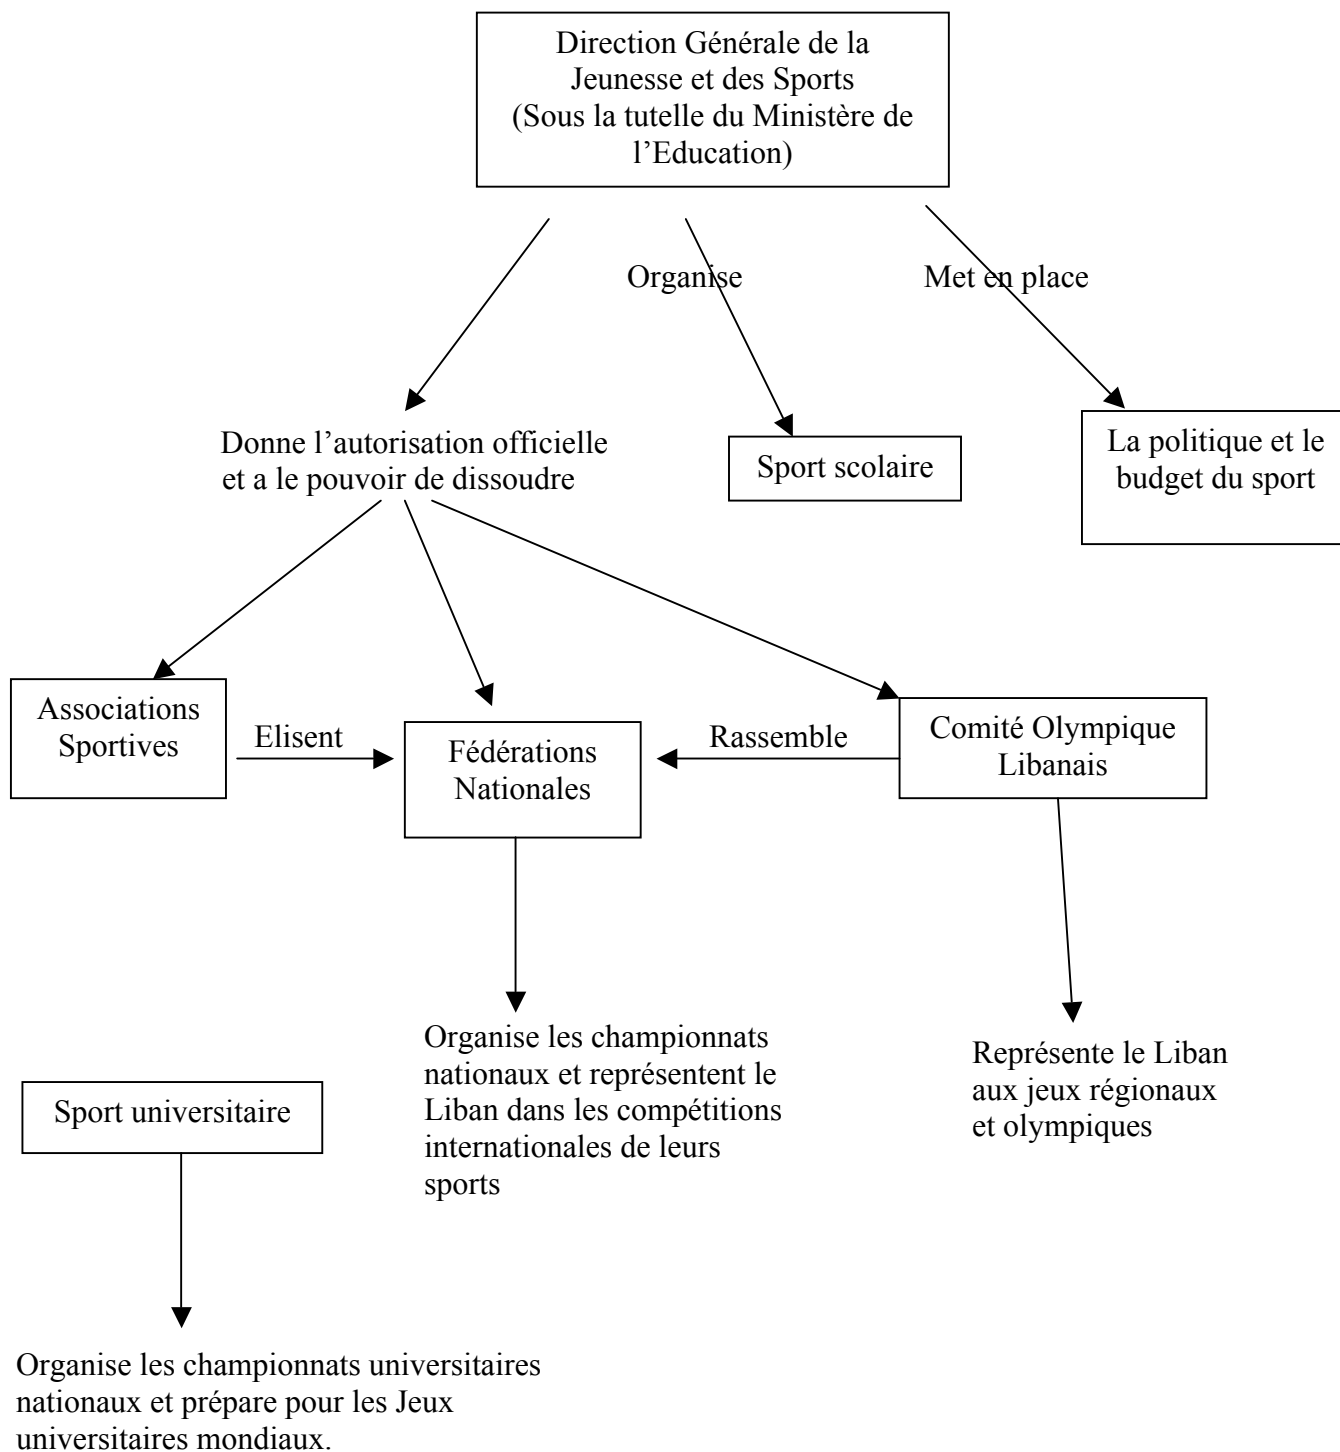 Direction Générale de la
Jeunesse et des Sports
(Sous la tutelle du Ministère de
l’Education)
Organise
Met en place
Donne l’autorisation officielle
et a le pouvoir de dissoudre
Sport scolaire
La politique et le
budget du sport
Associations
Sportives
Elisent
Fédérations
Nationales
Rassemble
Comité Olympique
Libanais
Organise les championnats
nationaux et représentent le
Liban dans les compétitions
internationales de leurs
sports
Représente le Liban
aux jeux régionaux
et olympiques
Sport universitaire
Organise les championnats universitaires
nationaux et prépare pour les Jeux
universitaires mondiaux.